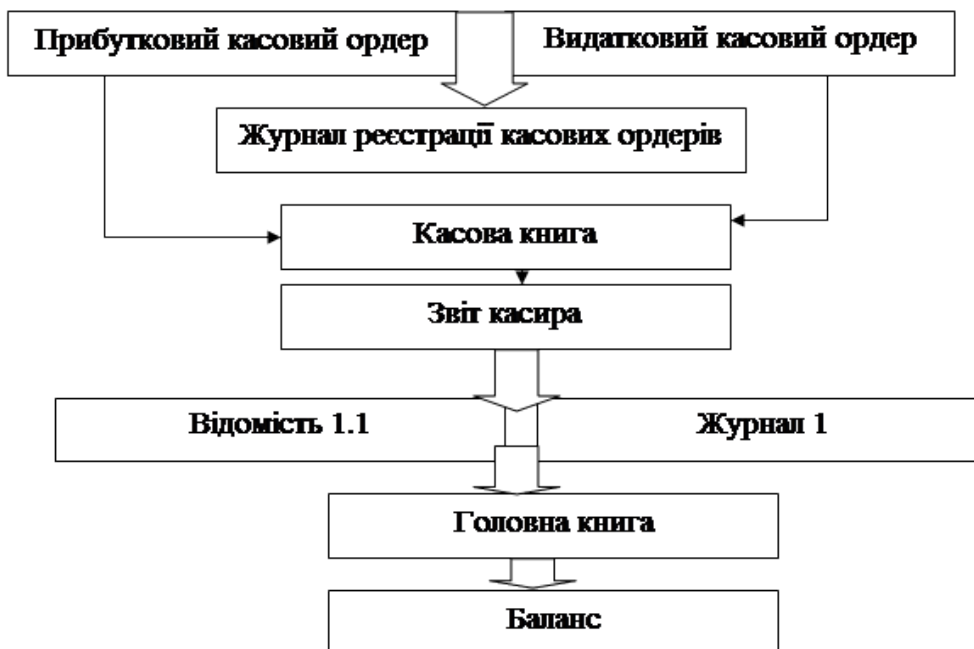 Прибутковий касовий ордер
Видатковий касовий ордер
Журнал реєстрації касових ордерів
Касова книга
Звіт касира
Відомість 1.1
Журнал 1
Головна книга
Баланс